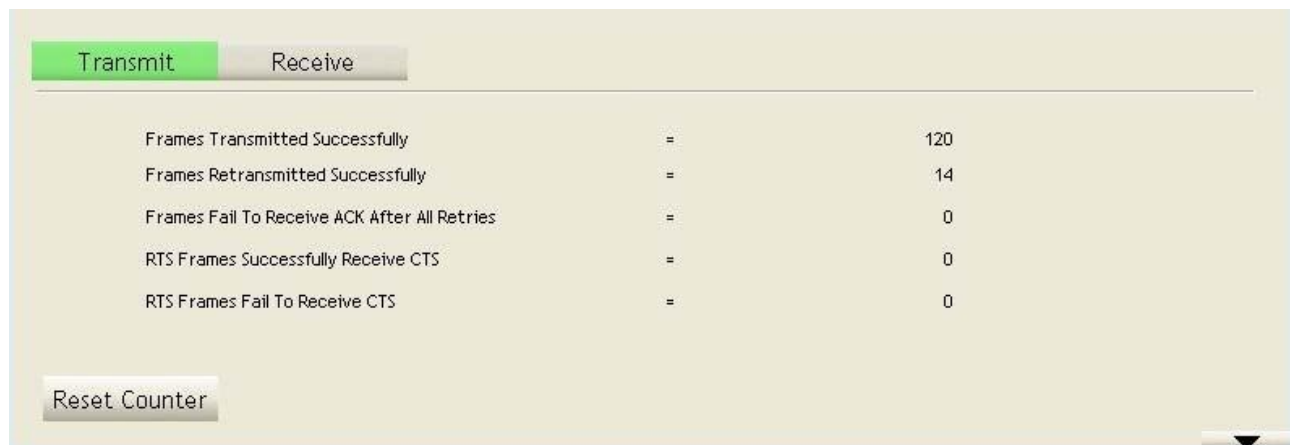 Transmit Receive
Frames Transmitted Successfully = 120
Frames Retransmitted Successfully = 14
Frames Fail To Receive ACK After All Retries = 0
RTS Frames Successfully Receive CTS = 0
RTS Frames Fail To Receive CTS = 0
Reset Counter